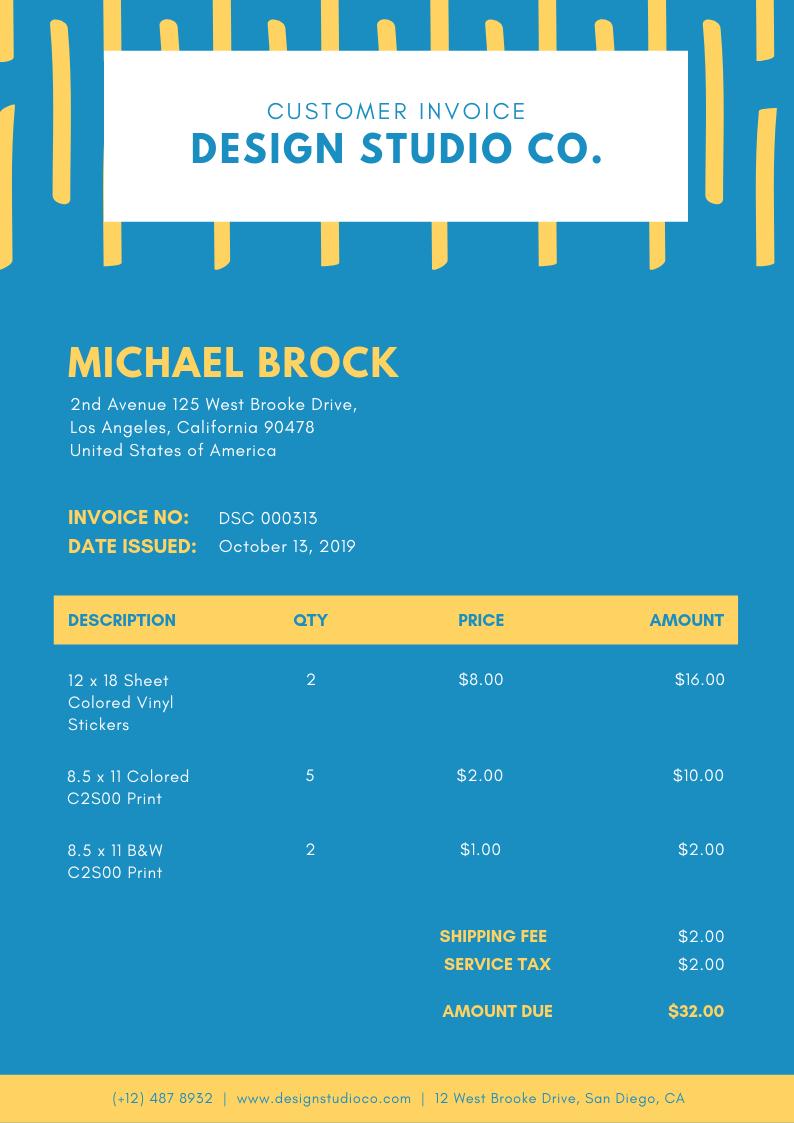 CUSTOMER INVOICE
DESIGN STUDIO CO.
MICHAEL BROCK
2nd Avenue 125 West Brooke Drive,
Los Angeles, California 90478
United States of America
INVOICE NO: DSC 000313
DATE ISSUED: October 13, 2019
DESCRIPTION QTY PRICE AMOUNT
12 x 18 Sheet 2 $8.00 $16.00
Colored Vinyl
Stickers
8.5 x 11 Colored 5 $2.00 $10.00
C2S00 Print
8.5 x 11 B&W 2 $1.00 $2.00
C2S00 Print
SHIPPING FEE $2.00
SERVICE TAX $2.00
AMOUNT DUE $32.00
(+12) 487 8932 | www.designstudioco.com | 12 West Brooke Drive, San Diego, CA